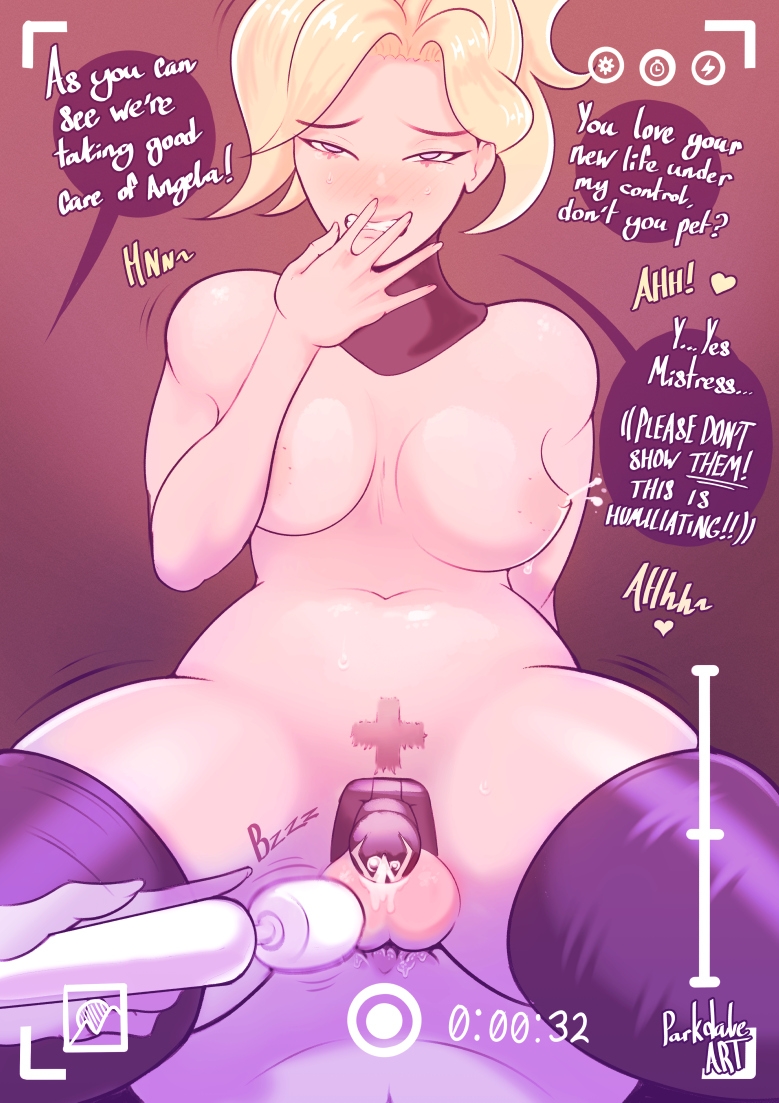 As you can
see we're
taking good
care of Angela!
You love your
new life under
my control,
don't you pet?
HNNn~
AHH! ♥
Y...Yes
Mistress...
((PLEASE DON'T
SHOW THEM!
THIS IS
HUMILIATING!!))
AHhhn
♥
Bzzzz
0:00:32
Parkdale
ART